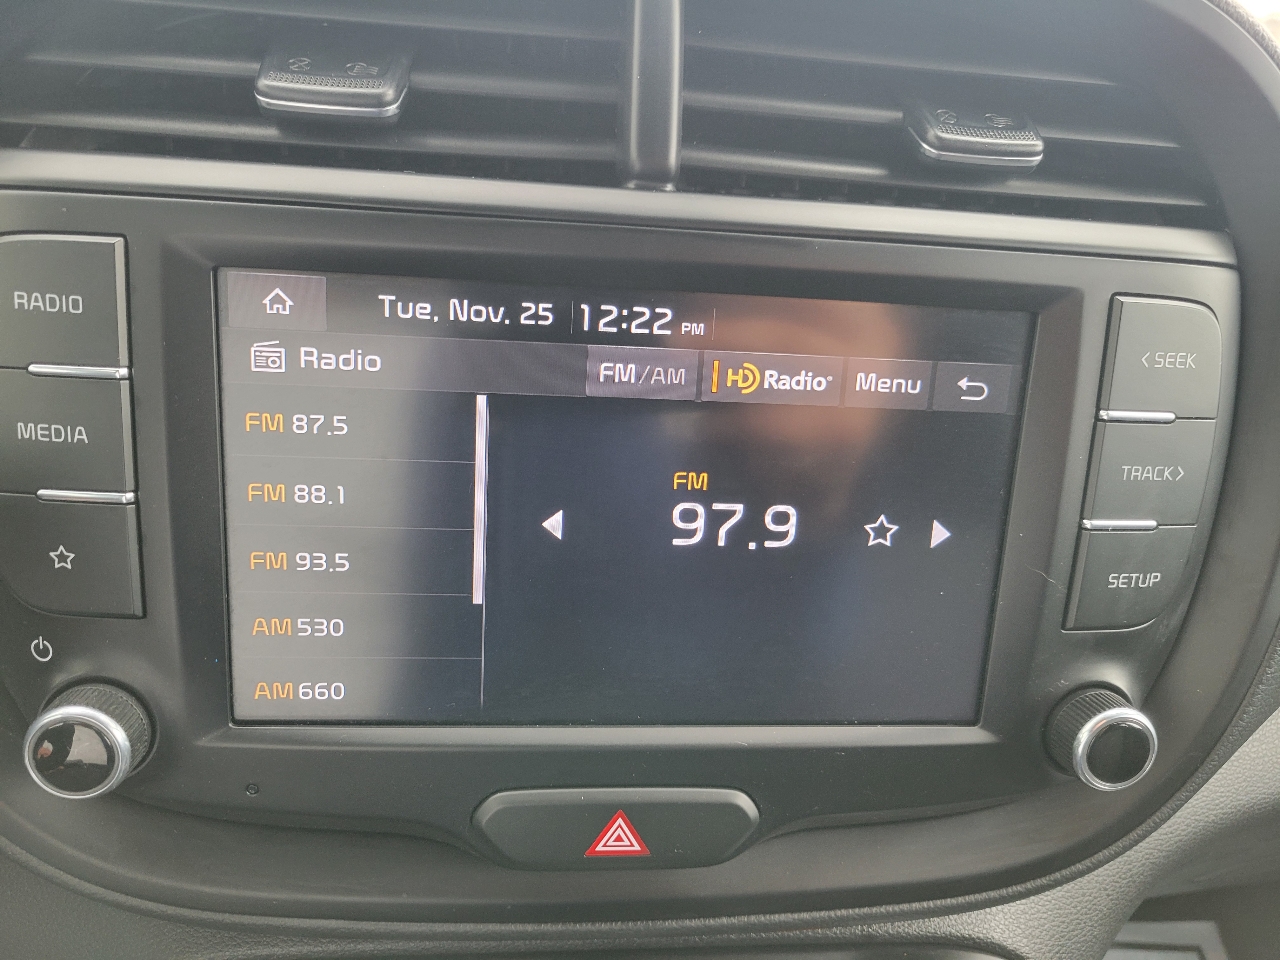 Tue, Nov. 25 12:22 PM
Radio FM/AM HD Radio® Menu
FM 87.5
FM 88.1
FM 93.5
AM 530
AM 660
FM
97.9
RADIO
MEDIA
< SEEK
TRACK >
SETUP